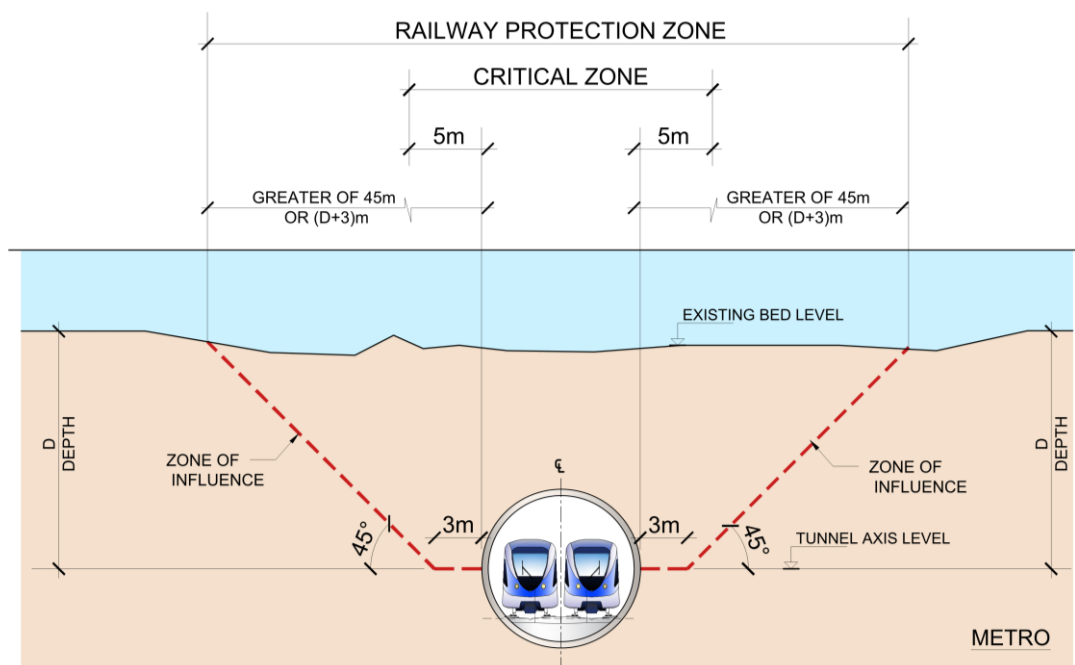 RAILWAY PROTECTION ZONE
CRITICAL ZONE
5m
5m
GREATER OF 45m
OR (D+3)m
GREATER OF 45m
OR (D+3)m
EXISTING BED LEVEL
D
DEPTH
ZONE OF
INFLUENCE
℄
ZONE OF
INFLUENCE
D
DEPTH
45°
3m
3m
45°
TUNNEL AXIS LEVEL
METRO